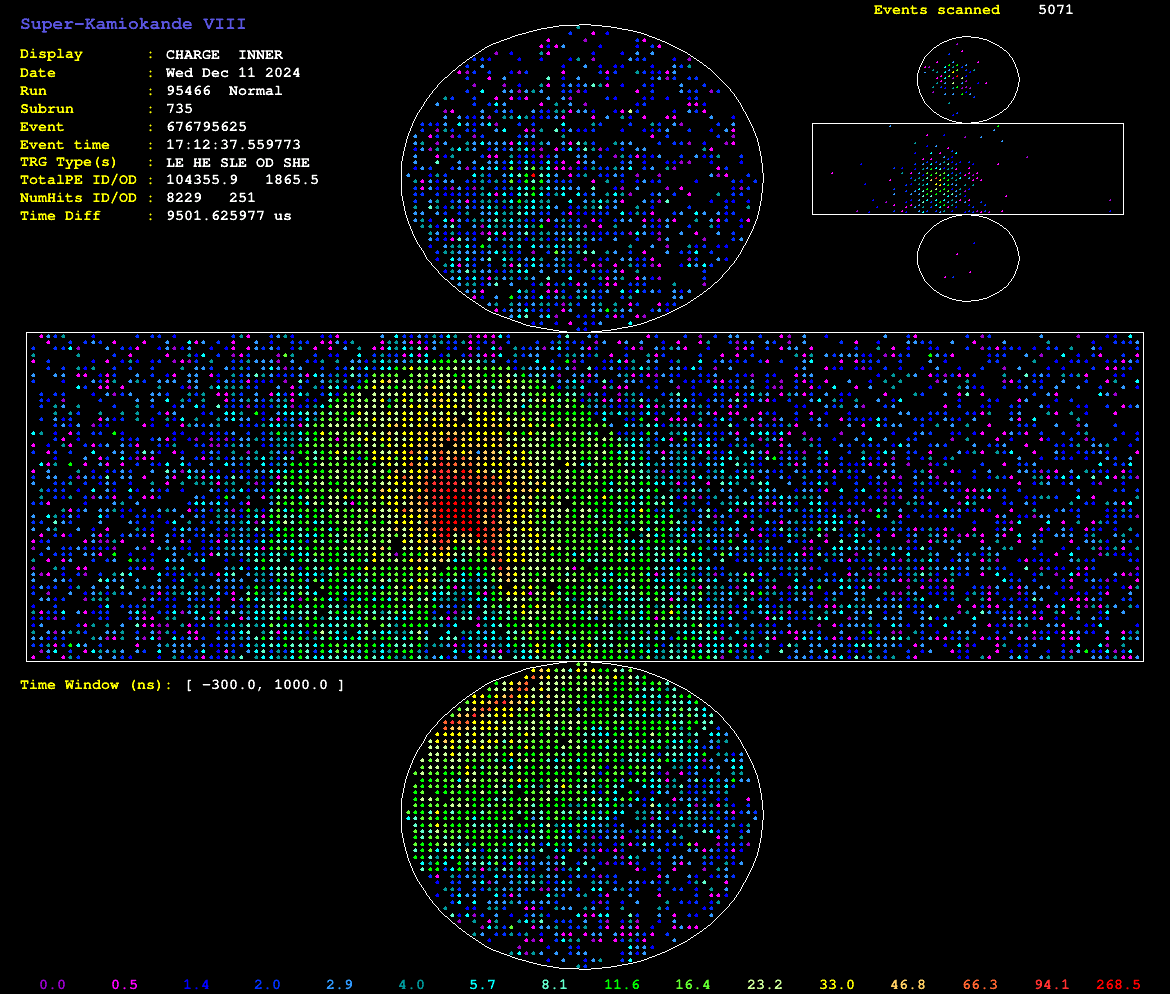 Super-Kamiokande VIII
Events scanned 5071
Display : CHARGE INNER
Date : Wed Dec 11 2024
Run : 95466 Normal
Subrun : 735
Event : 676795625
Event time : 17:12:37.559773
TRG Type(s) : LE HE SLE OD SHE
TotalPE ID/OD : 104355.9 1865.5
NumHits ID/OD : 8229 251
Time Diff : 9501.625977 us
Time Window (ns): [ −300.0, 1000.0 ]
0.0 0.5 1.4 2.0 2.9 4.0 5.7 8.1 11.6 16.4 23.2 33.0 46.8 66.3 94.1 268.5